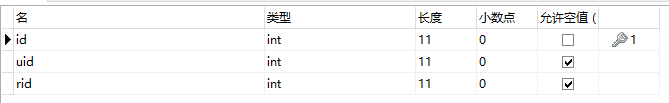 名 类型 长度 小数点 允许空值 (
id int 11 0 1
uid int 11 0
rid int 11 0